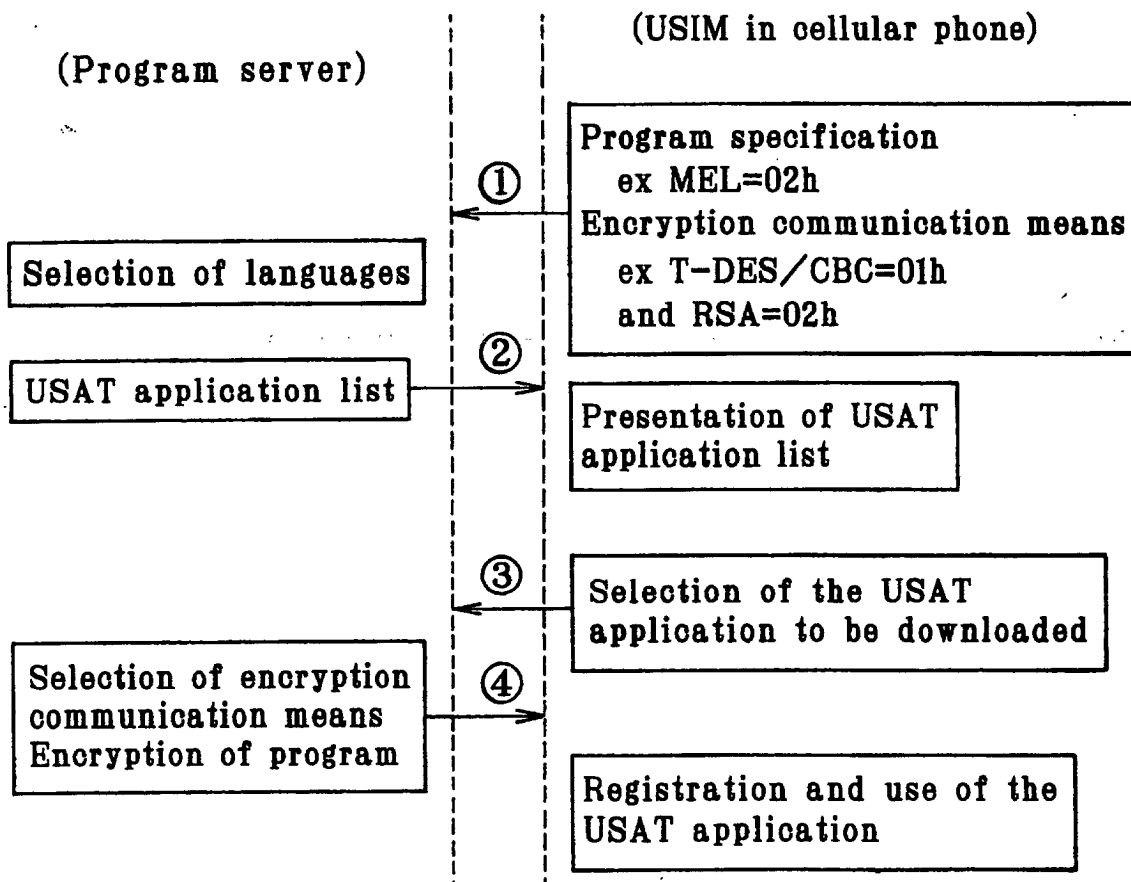 (USIM in cellular phone)
(Program server)
Program specification
ex MEL=02h
①
Encryption communication means
Selection of languages
ex T-DES/CBC=01h
and RSA=02h
②
USAT application list
Presentation of USAT
application list
③
Selection of the USAT
application to be downloaded
Selection of encryption
communication means
Encryption of program
④
Registration and use of the
USAT application